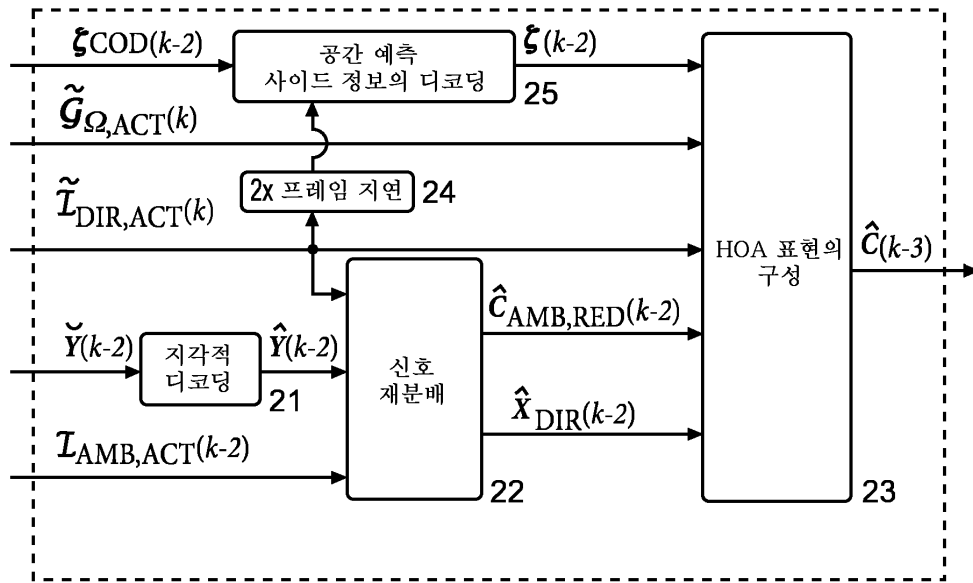 ζCOD(k-2)
공간 예측
사이드 정보의 디코딩
25
ζ(k-2)
G̃Ω,ACT(k)
2x 프레임 지연
24
ĨDIR,ACT(k)
HOA 표현의
구성
23
Ĉ(k-3)
Y̆(k-2)
지각적
디코딩
21
Ŷ(k-2)
신호
재분배
22
ĈAMB,RED(k-2)
X̂DIR(k-2)
IAMB,ACT(k-2)